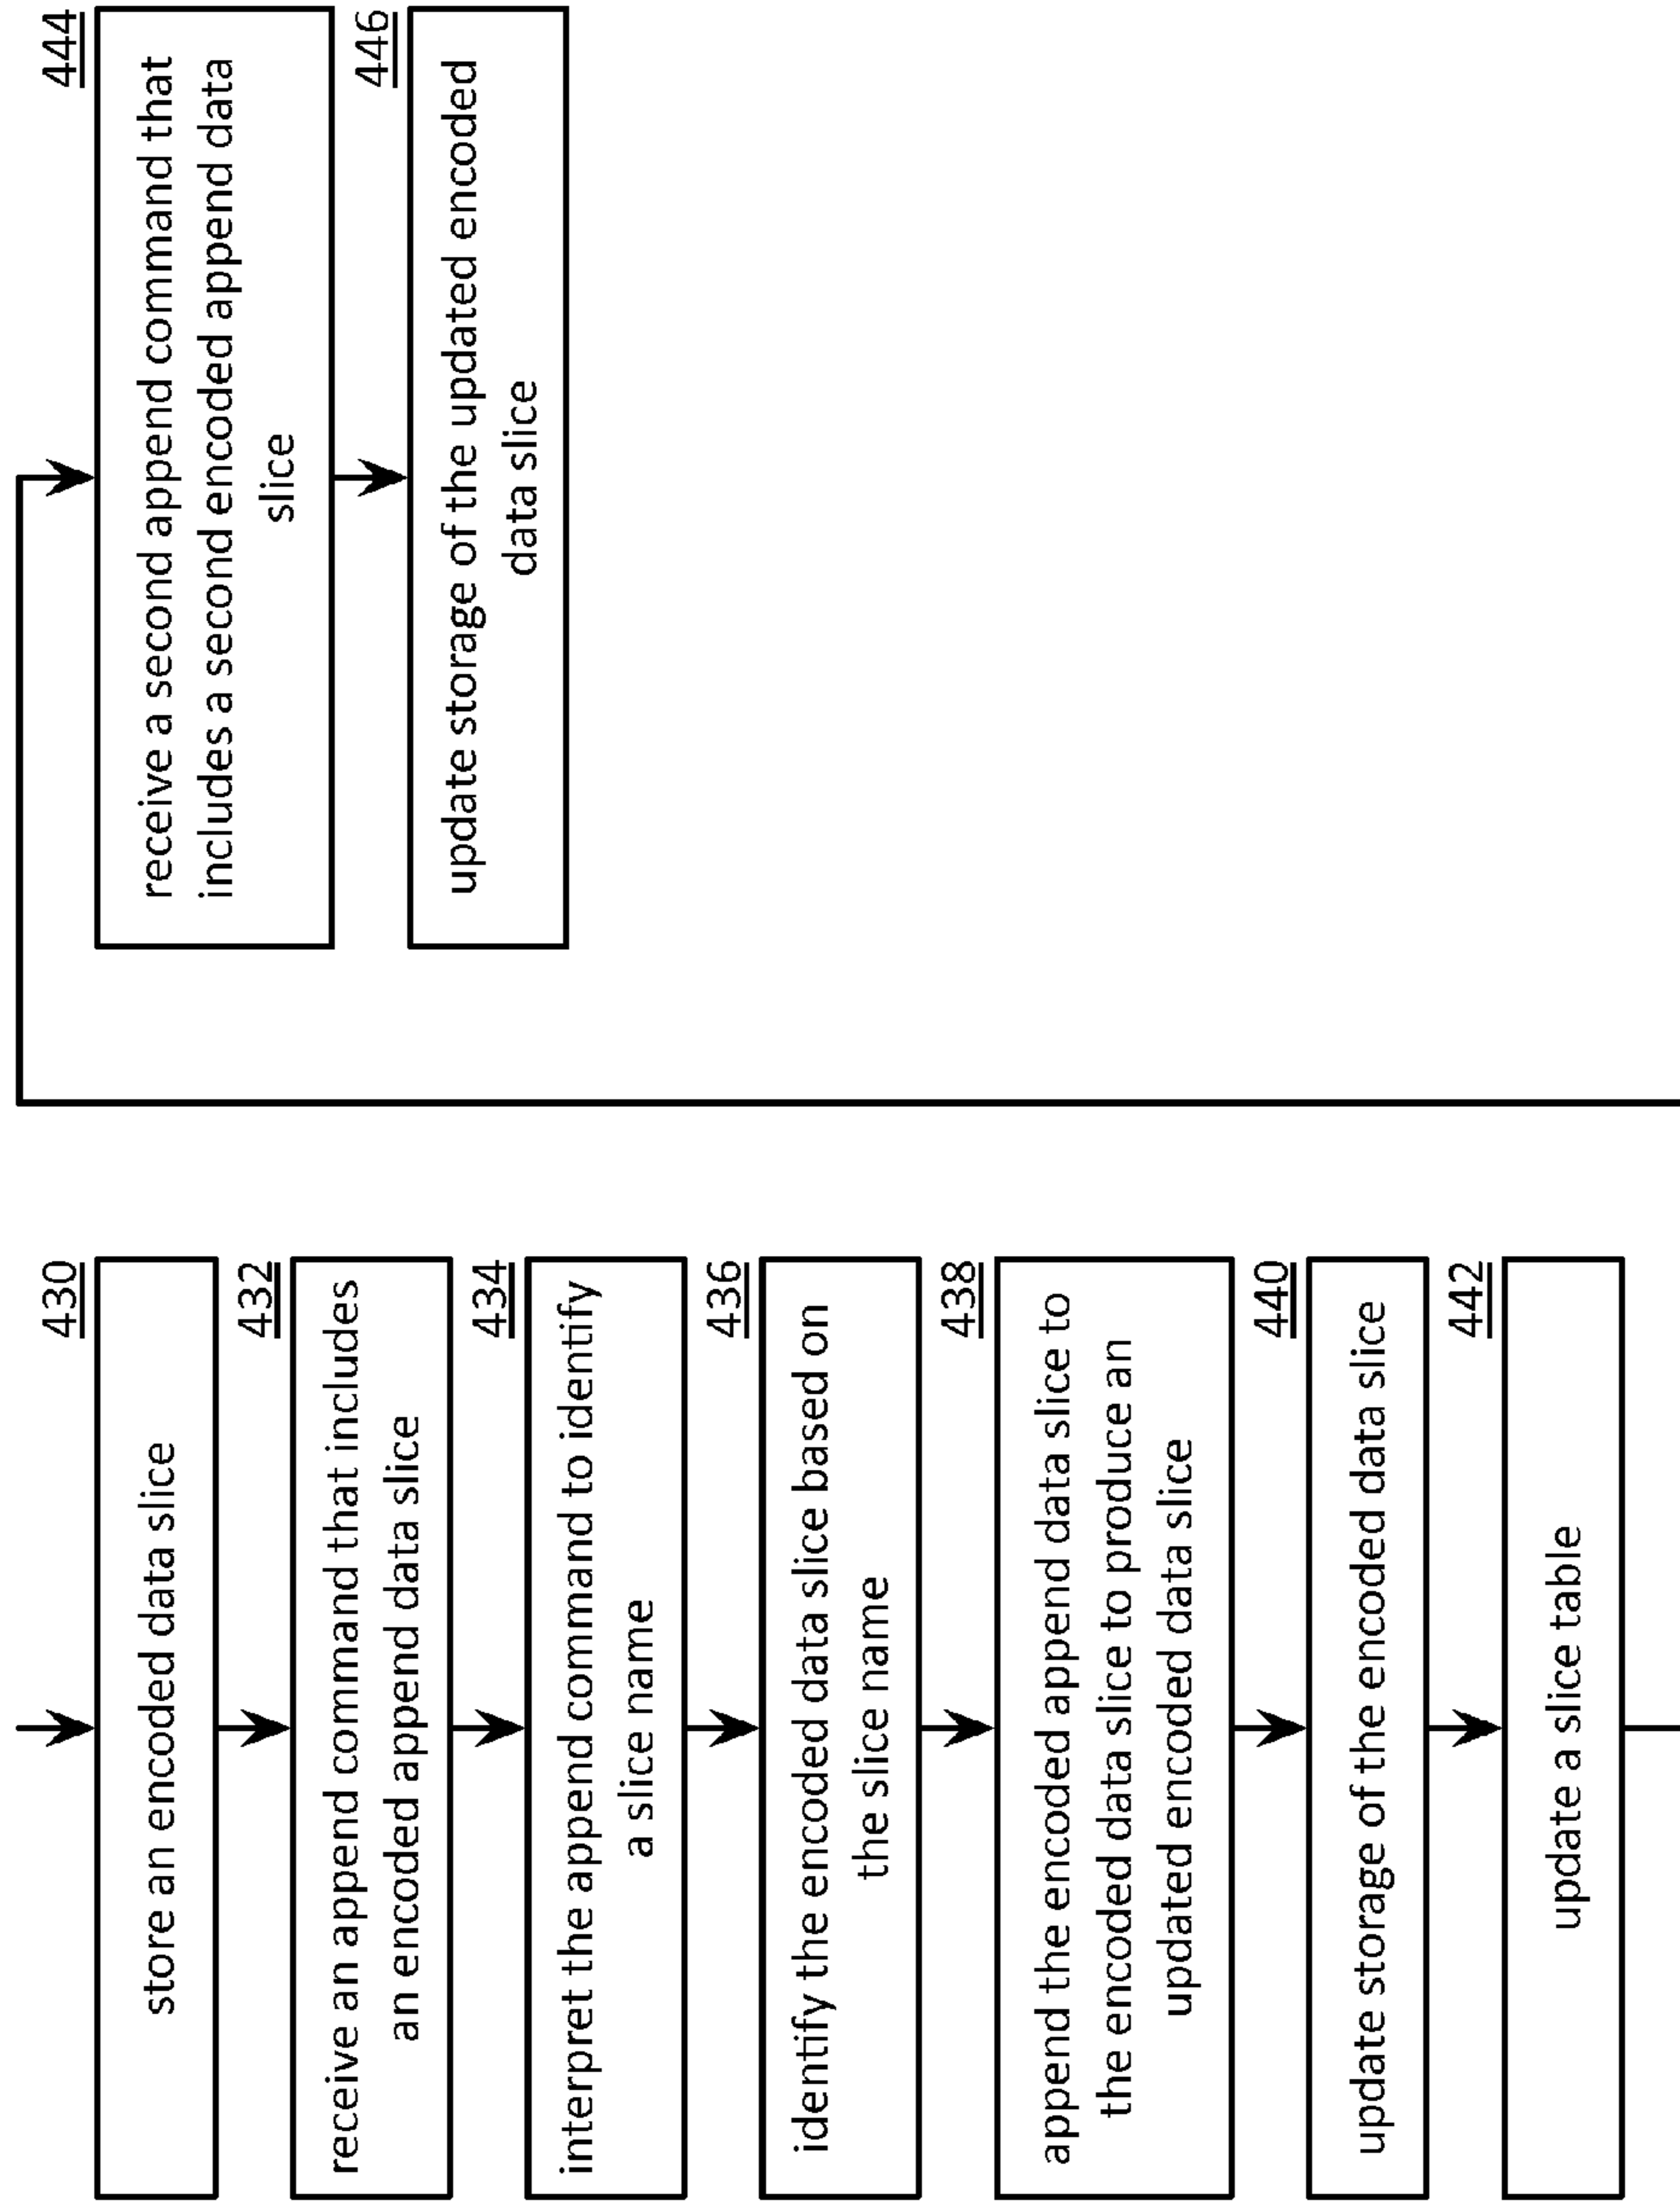 430
store an encoded data slice
432
receive an append command that includes
an encoded append data slice
434
interpret the append command to identify
a slice name
436
identify the encoded data slice based on
the slice name
438
append the encoded append data slice to
the encoded data slice to produce an
updated encoded data slice
440
update storage of the encoded data slice
442
update a slice table
444
receive a second append command that
includes a second encoded append data
slice
446
update storage of the updated encoded
data slice